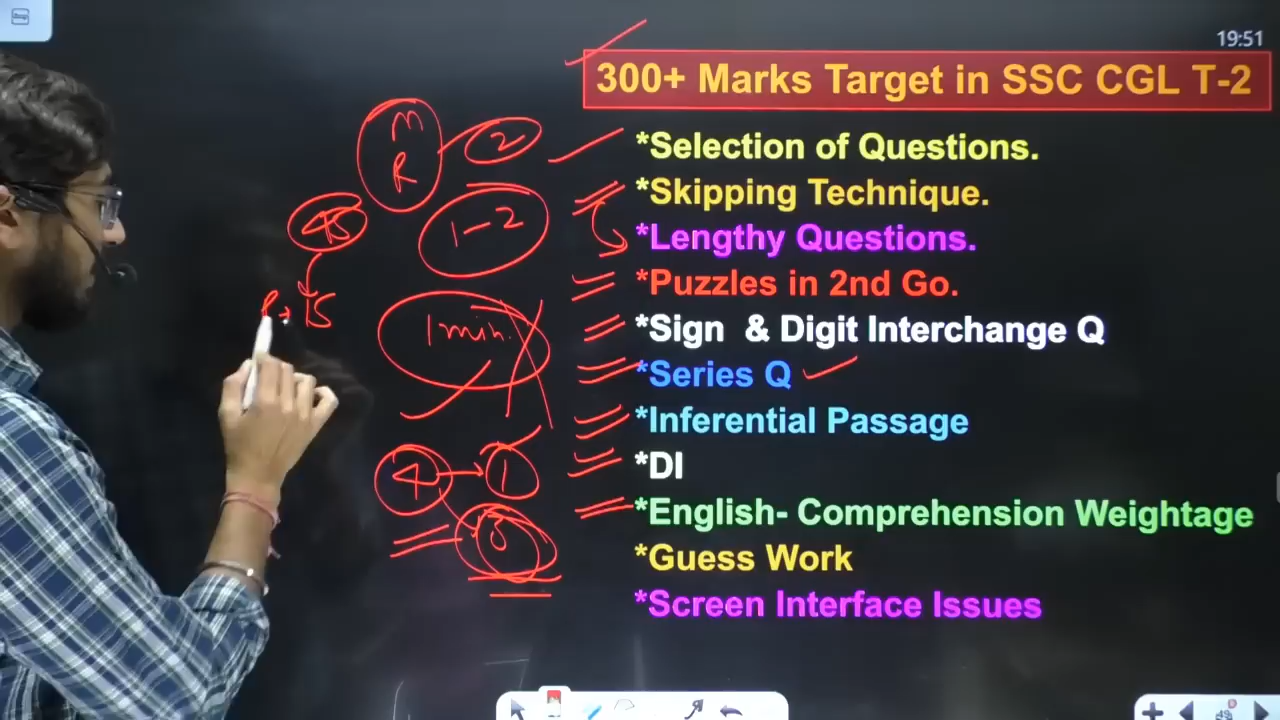 19:51
300+ Marks Target in SSC CGL T-2
*Selection of Questions.
*Skipping Technique.
*Lengthy Questions.
*Puzzles in 2nd Go.
*Sign & Digit Interchange Q
*Series Q
*Inferential Passage
*DI
*English- Comprehension Weightage
*Guess Work
*Screen Interface Issues
M
R
2
1-2
45
15
1 min.
4
1